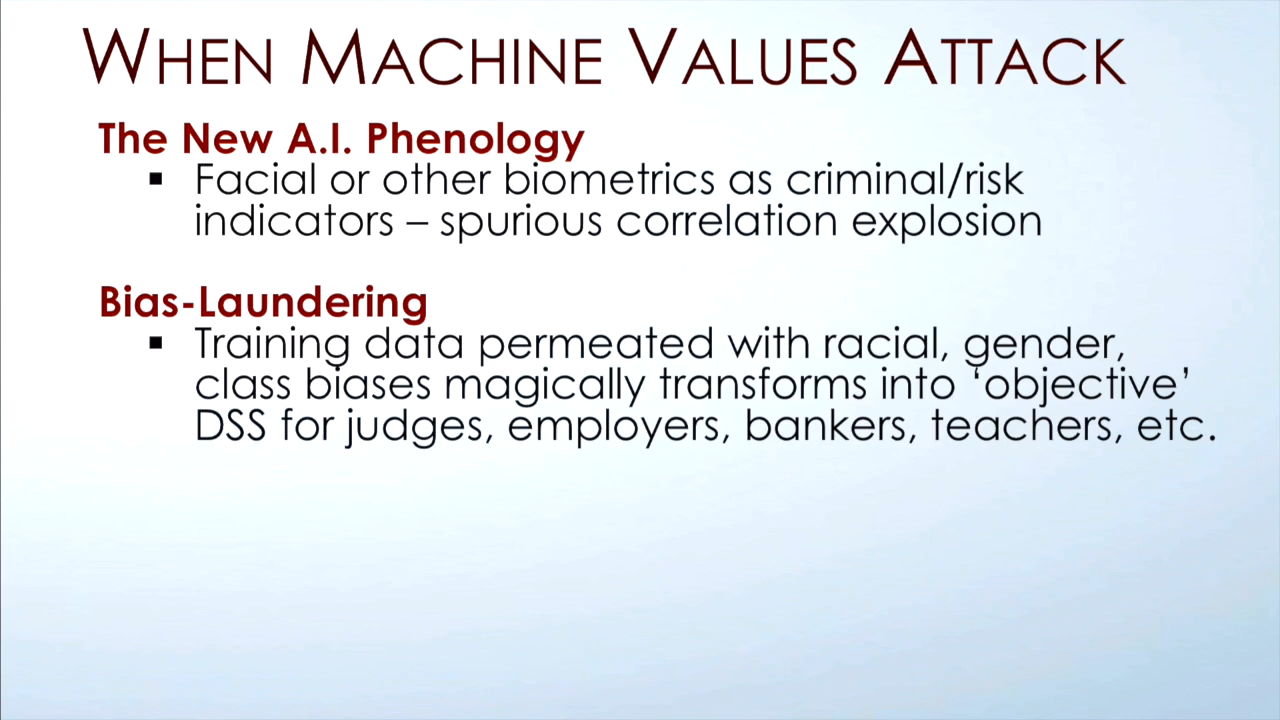 WHEN MACHINE VALUES ATTACK
The New A.I. Phenology
▪ Facial or other biometrics as criminal/risk
indicators – spurious correlation explosion
Bias-Laundering
▪ Training data permeated with racial, gender,
class biases magically transforms into ‘objective’
DSS for judges, employers, bankers, teachers, etc.